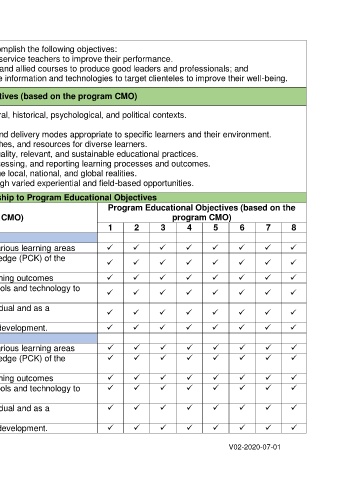 omplish the following objectives:
service teachers to improve their performance.
and allied courses to produce good leaders and professionals; and
e information and technologies to target clienteles to improve their well-being.
tives (based on the program CMO)
ral, historical, psychological, and political contexts.
nd delivery modes appropriate to specific learners and their environment.
hes, and resources for diverse learners.
uality, relevant, and sustainable educational practices.
sessing, and reporting learning processes and outcomes.
he local, national, and global realities.
gh varied experiential and field-based opportunities.
ship to Program Educational Objectives
CMO) Program Educational Objectives (based on the program CMO)
1 2 3 4 5 6 7 8
arious learning areas ✓ ✓ ✓ ✓ ✓ ✓ ✓ ✓
edge (PCK) of the ✓ ✓ ✓ ✓ ✓ ✓ ✓ ✓
ning outcomes ✓ ✓ ✓ ✓ ✓ ✓ ✓ ✓
ols and technology to ✓ ✓ ✓ ✓ ✓ ✓ ✓ ✓
dual and as a ✓ ✓ ✓ ✓ ✓ ✓ ✓ ✓
development. ✓ ✓ ✓ ✓ ✓ ✓ ✓ ✓
arious learning areas ✓ ✓ ✓ ✓ ✓ ✓ ✓ ✓
edge (PCK) of the ✓ ✓ ✓ ✓ ✓ ✓ ✓ ✓
ning outcomes ✓ ✓ ✓ ✓ ✓ ✓ ✓ ✓
ols and technology to ✓ ✓ ✓ ✓ ✓ ✓ ✓ ✓
dual and as a ✓ ✓ ✓ ✓ ✓ ✓ ✓ ✓
development. ✓ ✓ ✓ ✓ ✓ ✓ ✓ ✓
V02-2020-07-01